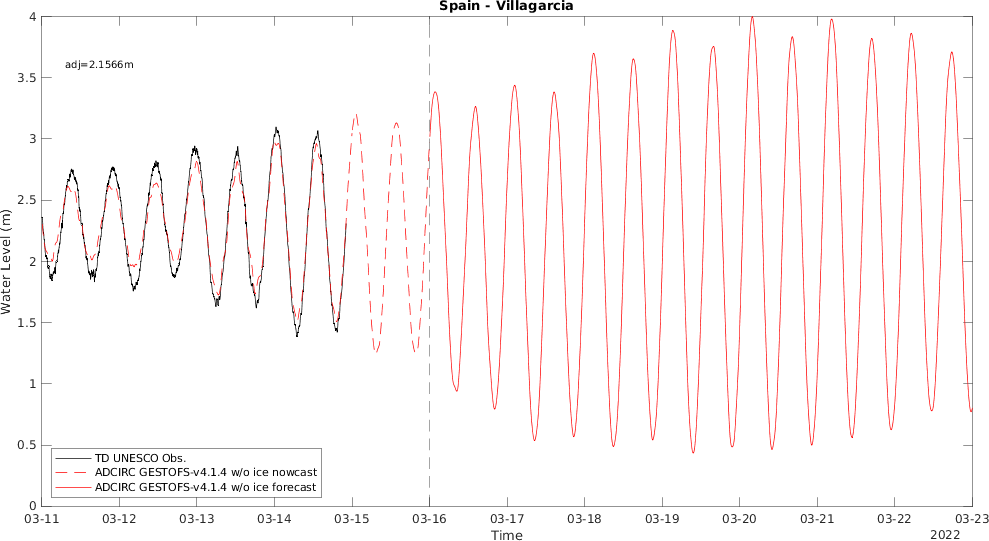 Spain - Villagarcia
4
3.5
3
2.5
2
1.5
1
0.5
0
Water Level (m)
adj=2.1566m
TD UNESCO Obs.
ADCIRC GESTOFS-v4.1.4 w/o ice nowcast
ADCIRC GESTOFS-v4.1.4 w/o ice forecast
03-11 03-12 03-13 03-14 03-15 03-16 03-17 03-18 03-19 03-20 03-21 03-22 03-23
Time
2022